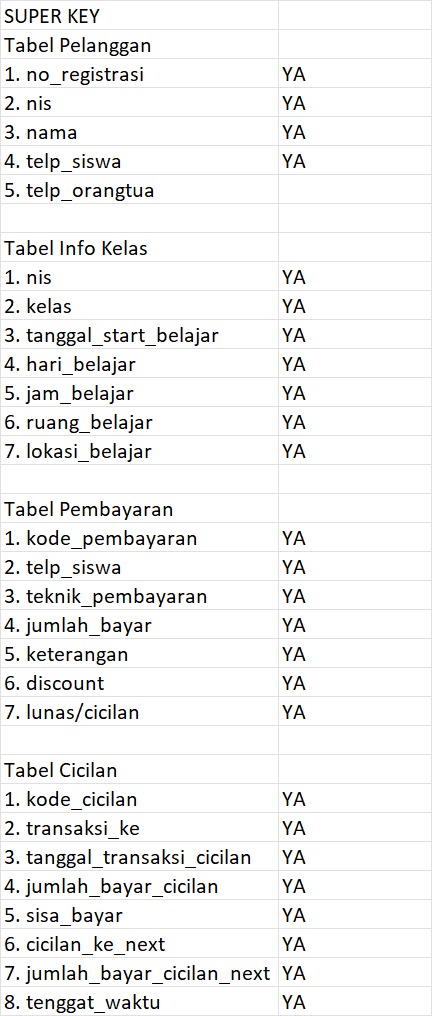 SUPER KEY
Tabel Pelanggan
1. no_registrasi YA
2. nis YA
3. nama YA
4. telp_siswa YA
5. telp_orangtua
Tabel Info Kelas
1. nis YA
2. kelas YA
3. tanggal_start_belajar YA
4. hari_belajar YA
5. jam_belajar YA
6. ruang_belajar YA
7. lokasi_belajar YA
Tabel Pembayaran
1. kode_pembayaran YA
2. telp_siswa YA
3. teknik_pembayaran YA
4. jumlah_bayar YA
5. keterangan YA
6. discount YA
7. lunas/cicilan YA
Tabel Cicilan
1. kode_cicilan YA
2. transaksi_ke YA
3. tanggal_transaksi_cicilan YA
4. jumlah_bayar_cicilan YA
5. sisa_bayar YA
6. cicilan_ke_next YA
7. jumlah_bayar_cicilan_next YA
8. tenggat_waktu YA